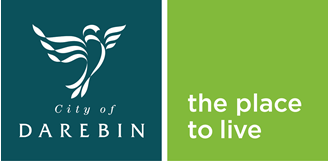 City of
DAREBIN
the place
to live